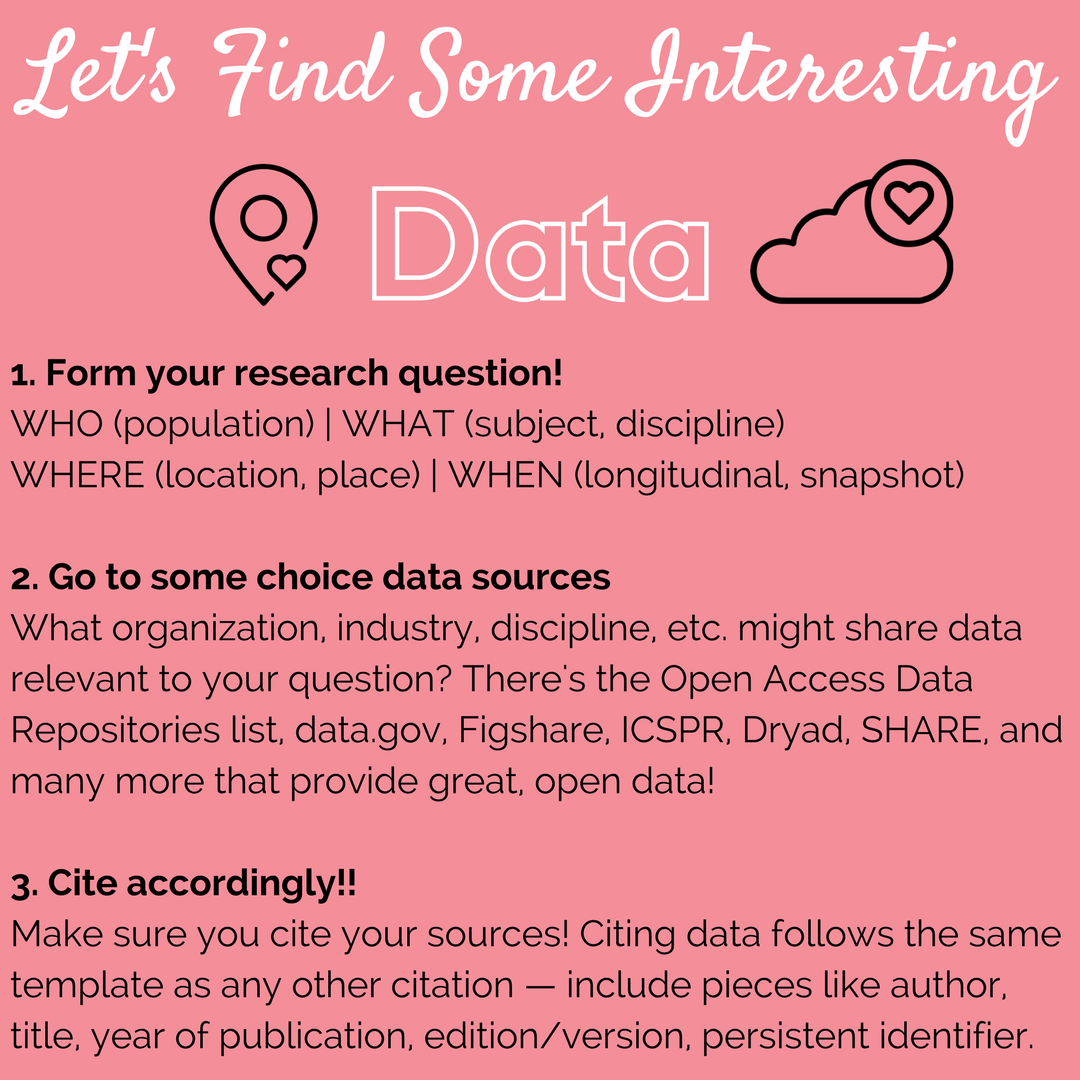 Let's Find Some Interesting
Data
1. Form your research question!
WHO (population) | WHAT (subject, discipline)
WHERE (location, place) | WHEN (longitudinal, snapshot)
2. Go to some choice data sources
What organization, industry, discipline, etc. might share data
relevant to your question? There's the Open Access Data
Repositories list, data.gov, Figshare, ICSPR, Dryad, SHARE, and
many more that provide great, open data!
3. Cite accordingly!!
Make sure you cite your sources! Citing data follows the same
template as any other citation — include pieces like author,
title, year of publication, edition/version, persistent identifier.